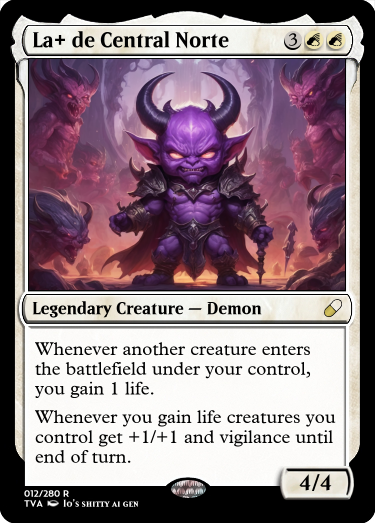 La+ de Central Norte 3
Legendary Creature — Demon
Whenever another creature enters
the battlefield under your control,
you gain 1 life.
Whenever you gain life creatures you
control get +1/+1 and vigilance until
end of turn.
4/4
012/280 R
TVA lo's shitty ai gen